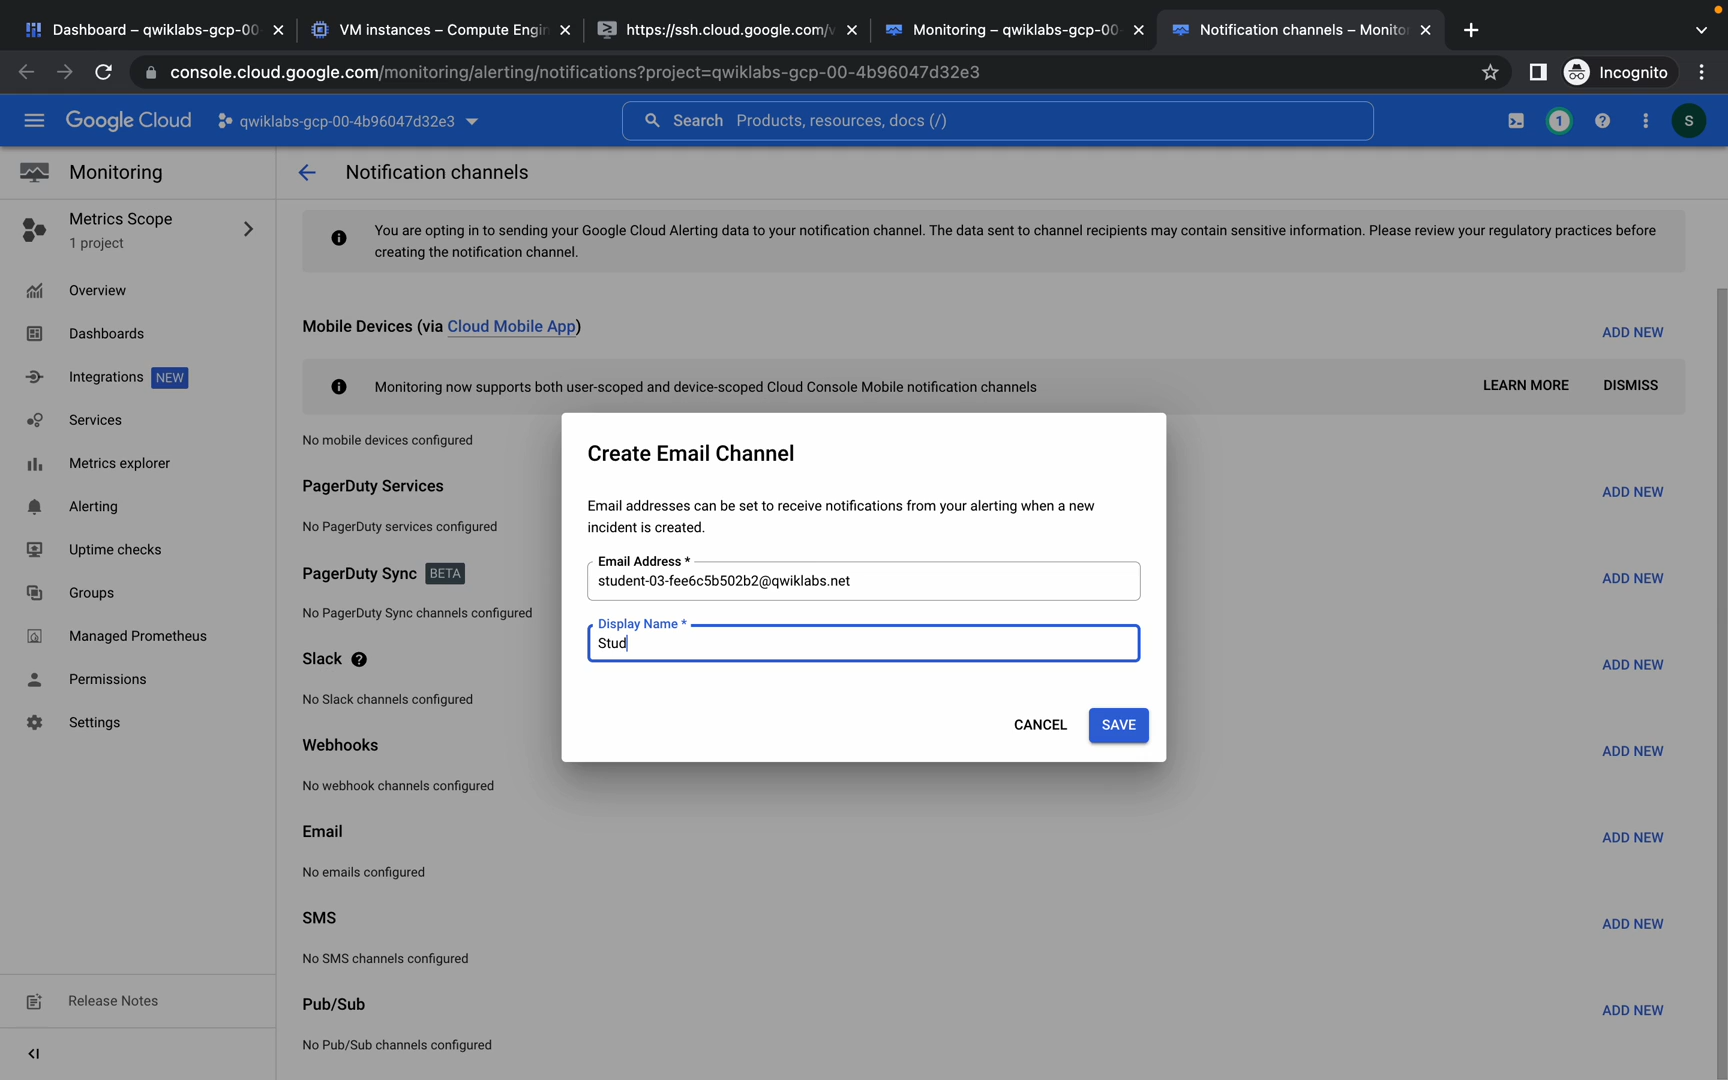 Dashboard – qwiklabs-gcp-00
VM instances – Compute Engin
https://ssh.cloud.google.com/v
Monitoring – qwiklabs-gcp-00
Notification channels – Monitor
console.cloud.google.com/monitoring/alerting/notifications?project=qwiklabs-gcp-00-4b96047d32e3
Incognito
Google Cloud
qwiklabs-gcp-00-4b96047d32e3
Search Products, resources, docs (/)
1
S
Monitoring
Notification channels
Metrics Scope
1 project
Overview
Dashboards
Integrations NEW
Services
Metrics explorer
Alerting
Uptime checks
Groups
Managed Prometheus
Permissions
Settings
Release Notes
You are opting in to sending your Google Cloud Alerting data to your notification channel. The data sent to channel recipients may contain sensitive information. Please review your regulatory practices before
creating the notification channel.
Mobile Devices (via Cloud Mobile App)
ADD NEW
Monitoring now supports both user-scoped and device-scoped Cloud Console Mobile notification channels
LEARN MORE
DISMISS
No mobile devices configured
PagerDuty Services
ADD NEW
No PagerDuty services configured
PagerDuty Sync BETA
ADD NEW
No PagerDuty Sync channels configured
Slack
ADD NEW
No Slack channels configured
Webhooks
ADD NEW
No webhook channels configured
Email
ADD NEW
No emails configured
SMS
ADD NEW
No SMS channels configured
Pub/Sub
ADD NEW
No Pub/Sub channels configured
Create Email Channel
Email addresses can be set to receive notifications from your alerting when a new
incident is created.
Email Address *
student-03-fee6c5b502b2@qwiklabs.net
Display Name *
Stud
CANCEL
SAVE